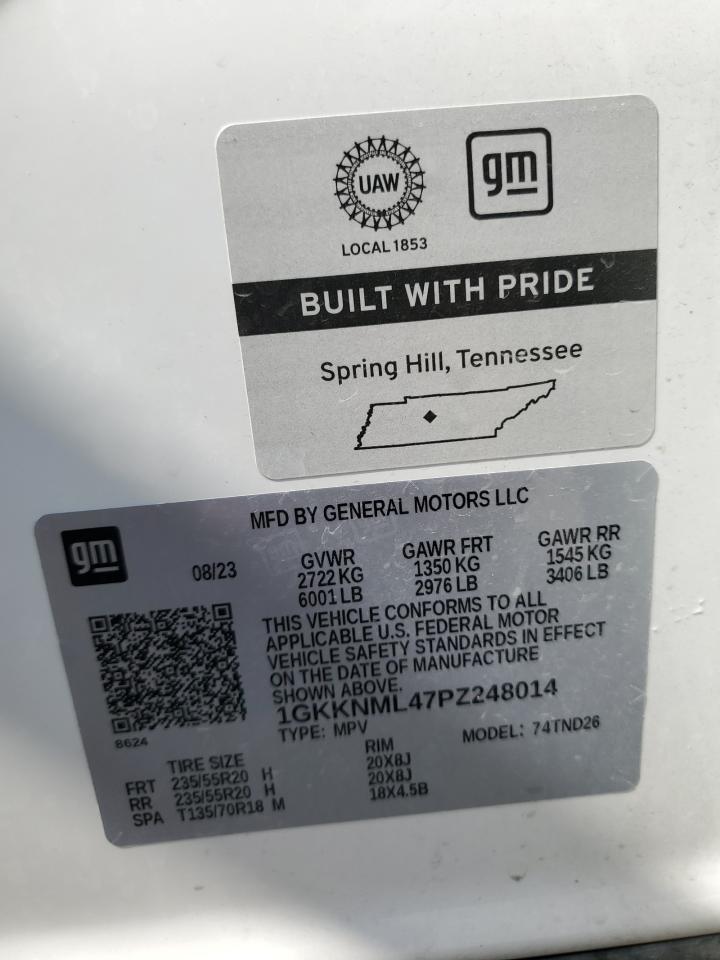 UAW
gm
LOCAL 1853
BUILT WITH PRIDE
Spring Hill, Tennessee
MFD BY GENERAL MOTORS LLC
gm
08/23
GVWR
2722 KG
6001 LB
GAWR FRT
1350 KG
2976 LB
GAWR RR
1545 KG
3406 LB
THIS VEHICLE CONFORMS TO ALL
APPLICABLE U.S. FEDERAL MOTOR
VEHICLE SAFETY STANDARDS IN EFFECT
ON THE DATE OF MANUFACTURE
SHOWN ABOVE.
1GKKNML47PZ248014
8624
TYPE: MPV MODEL: 74TND26
TIRE SIZE RIM
FRT 235/55R20 H 20X8J
RR 235/55R20 H 20X8J
SPA T135/70R18 M 18X4.5B